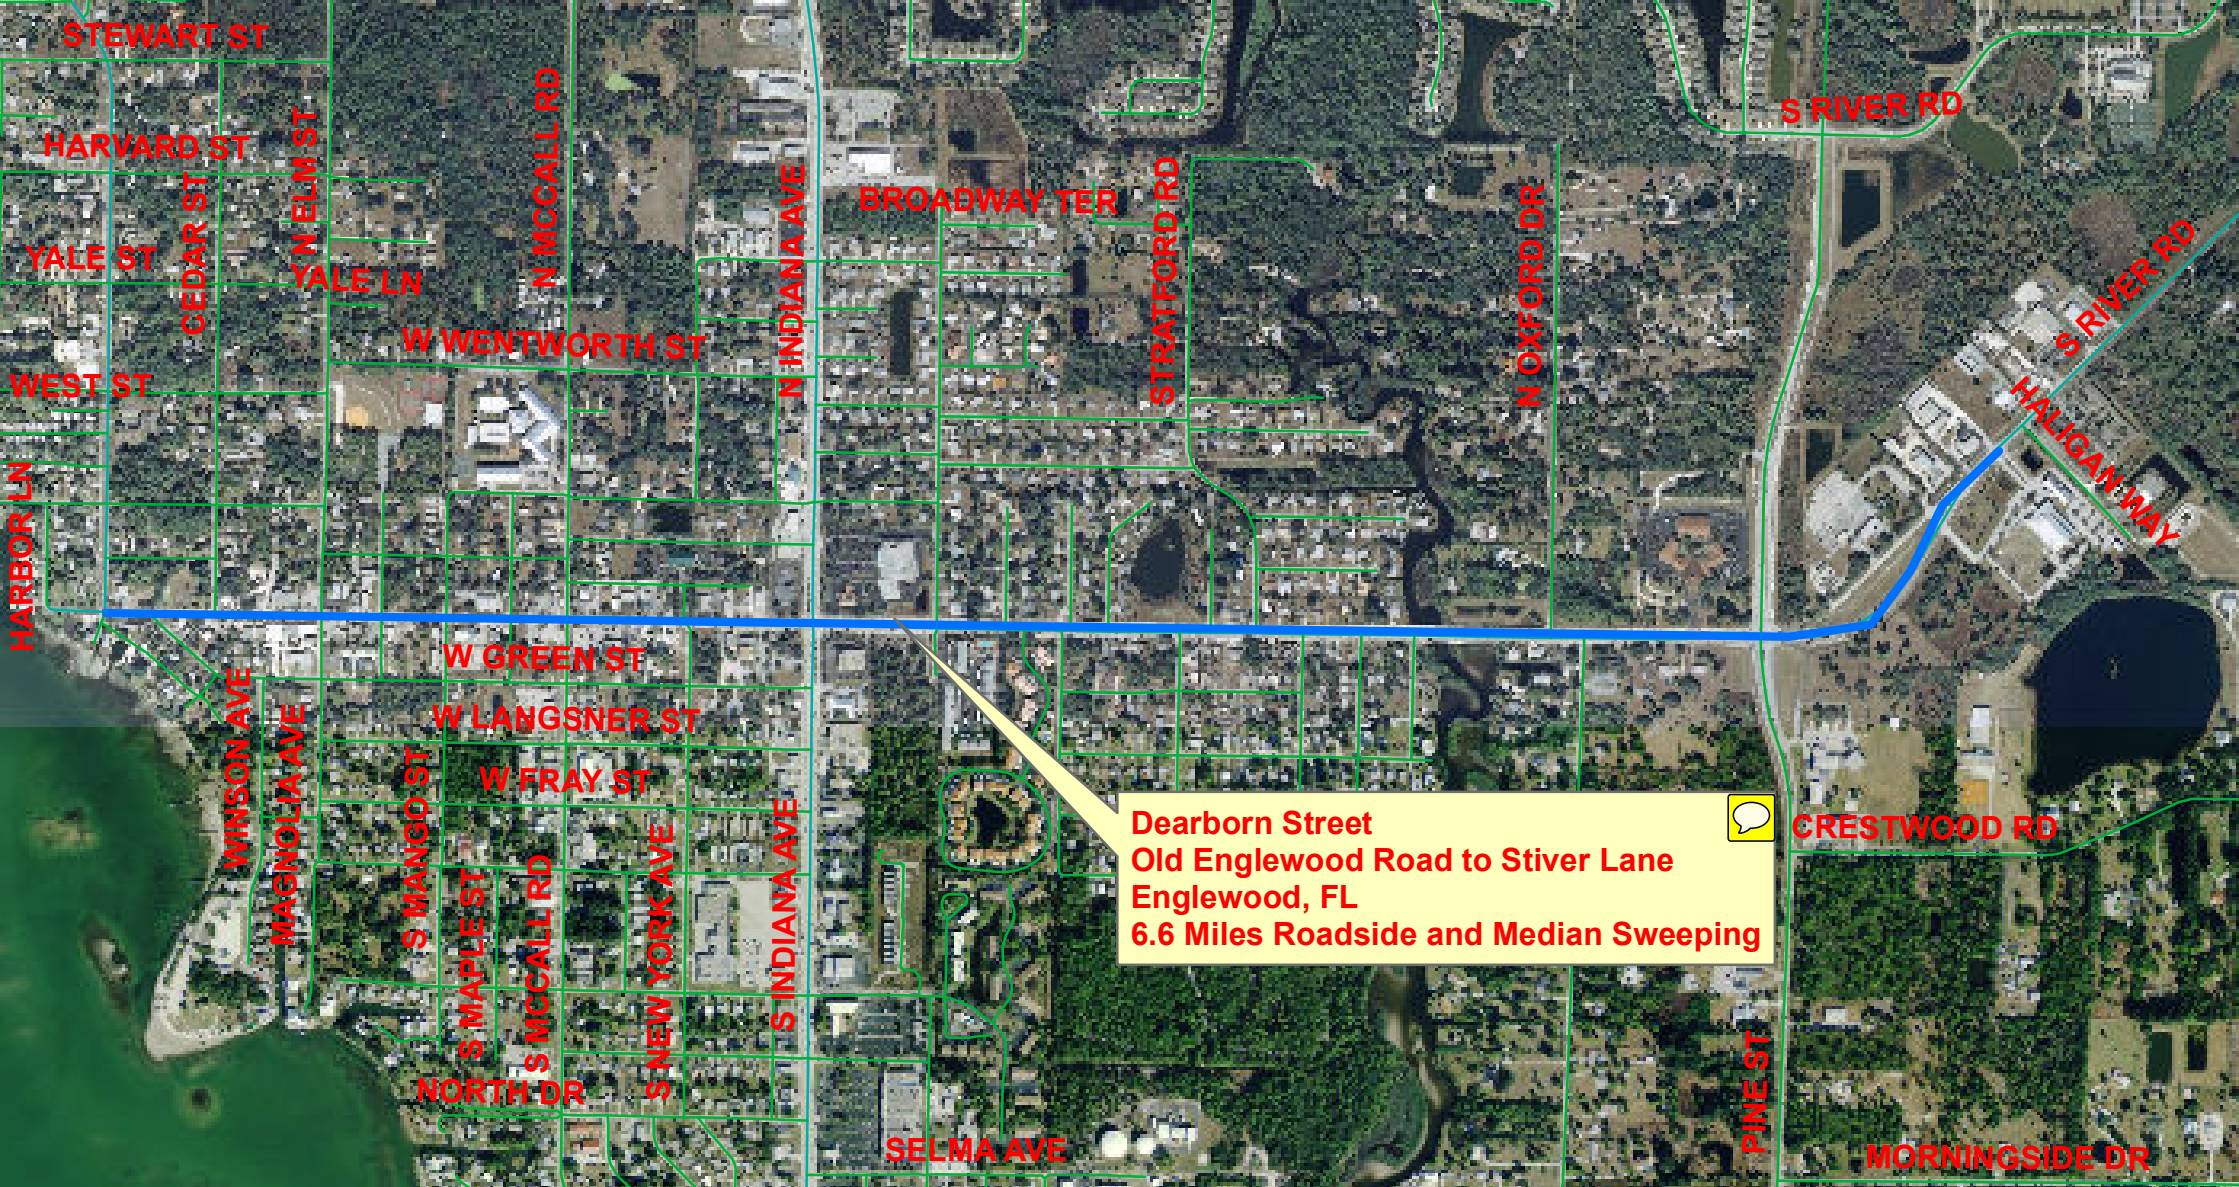 STEWART ST
HARVARD ST
CEDAR ST
N ELM ST
YALE ST
YALE LN
N MCCALL RD
N INDIANA AVE
BROADWAY TER
STRATFORD RD
N OXFORD DR
S RIVER RD
S RIVER RD
HALIGAN WAY
W WENTWORTH ST
WEST ST
HARBOR LN
W GREEN ST
W LANGSNER ST
W FRAY ST
WINSON AVE
MAGNOLIA AVE
S MANGO ST
S MAPLE ST
S MCCALL RD
S NEW YORK AVE
S INDIANA AVE
NORTH DR
SELMA AVE
Dearborn Street
Old Englewood Road to Stiver Lane
Englewood, FL
6.6 Miles Roadside and Median Sweeping
CRESTWOOD RD
PINE ST
MORNINGSIDE DR